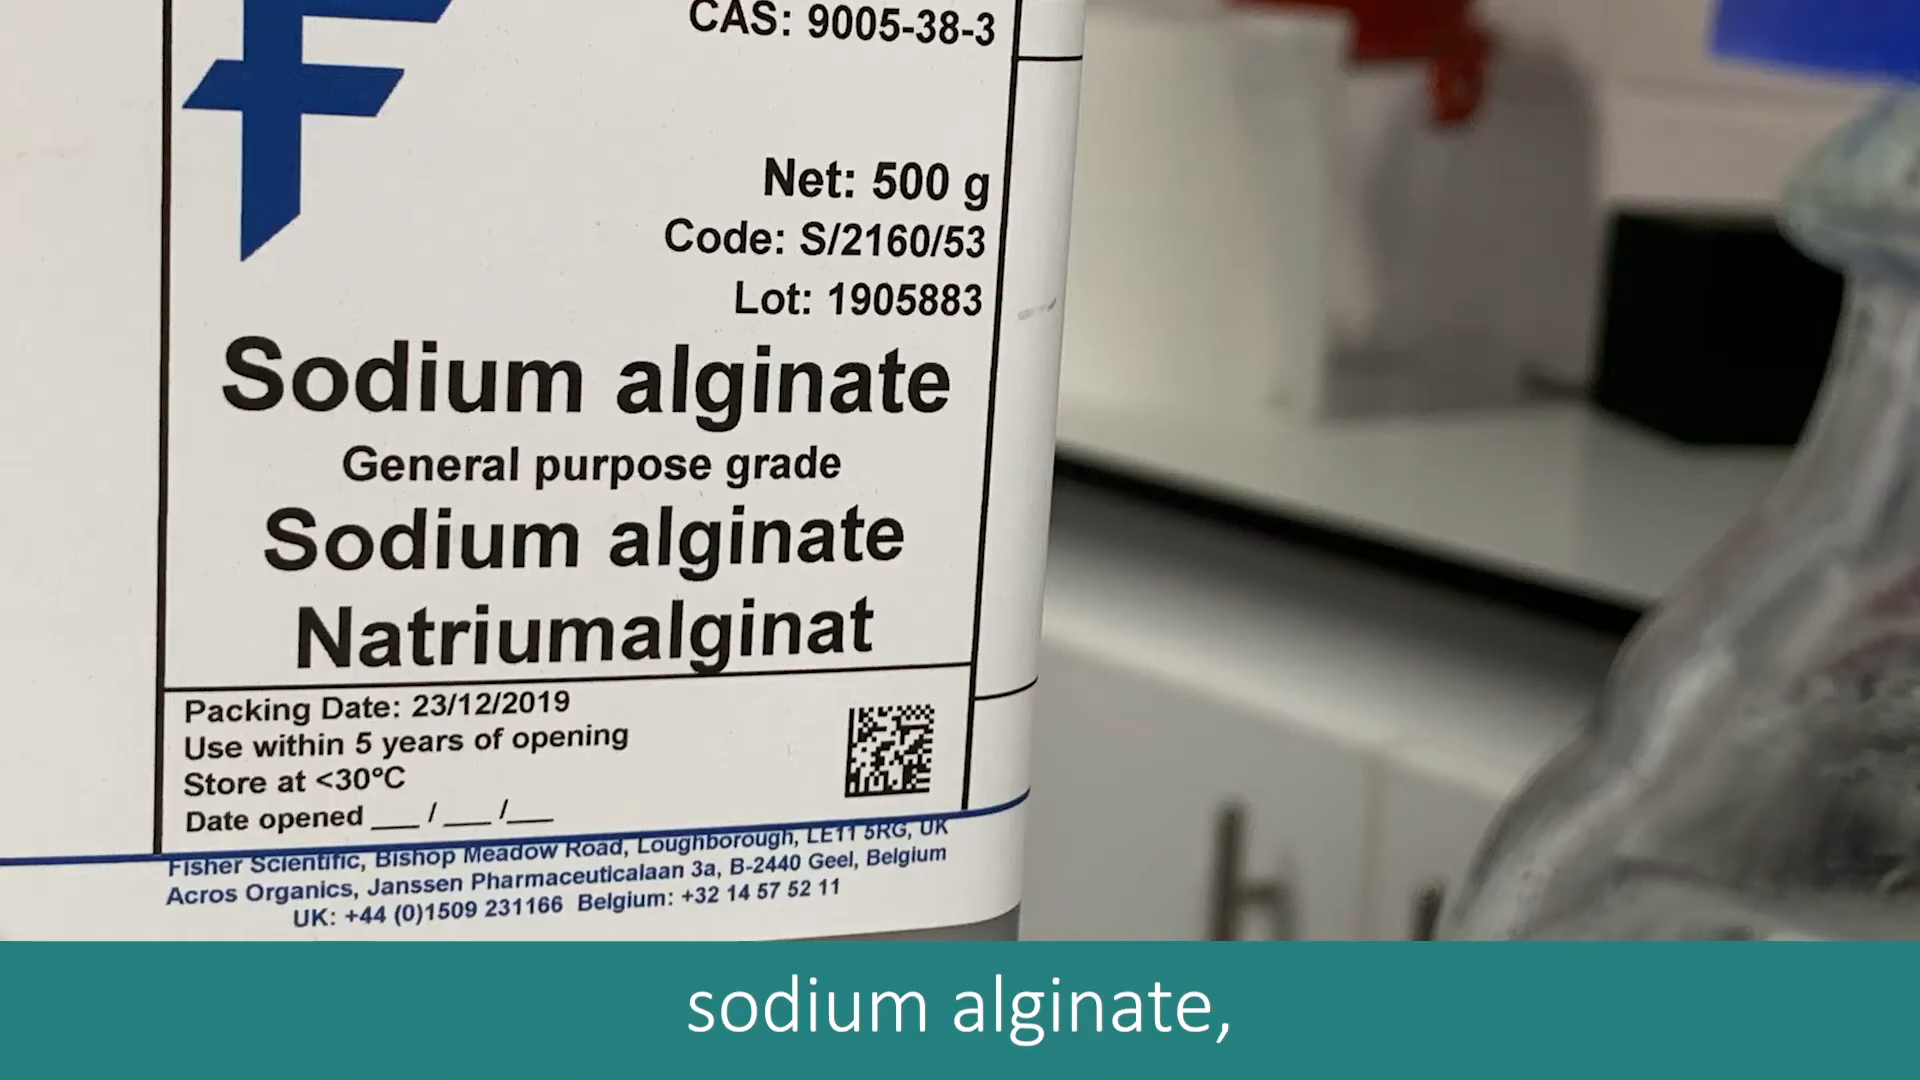 CAS: 9005-38-3
Net: 500 g
Code: S/2160/53
Lot: 1905883
Sodium alginate
General purpose grade
Sodium alginate
Natriumalginat
Packing Date: 23/12/2019
Use within 5 years of opening
Store at <30°C
Date opened ___ / ___ /___
Fisher Scientific, Bishop Meadow Road, Loughborough, LE11 5RG, UK
Acros Organics, Janssen Pharmaceuticalaan 3a, B-2440 Geel, Belgium
UK: +44 (0)1509 231166 Belgium: +32 14 57 52 11
sodium alginate,